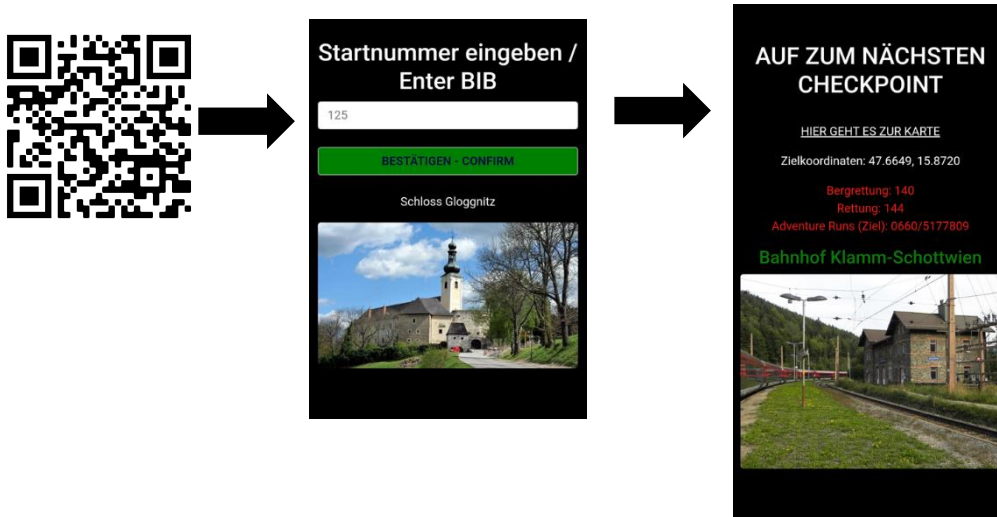 Startnummer eingeben /
Enter BIB
125
BESTÄTIGEN - CONFIRM
Schloss Gloggnitz
AUF ZUM NÄCHSTEN
CHECKPOINT
HIER GEHT ES ZUR KARTE
Zielkoordinaten: 47.6649, 15.8720
Bergrettung: 140
Rettung: 144
Adventure Runs (Ziel): 0660/5177809
Bahnhof Klamm-Schottwien